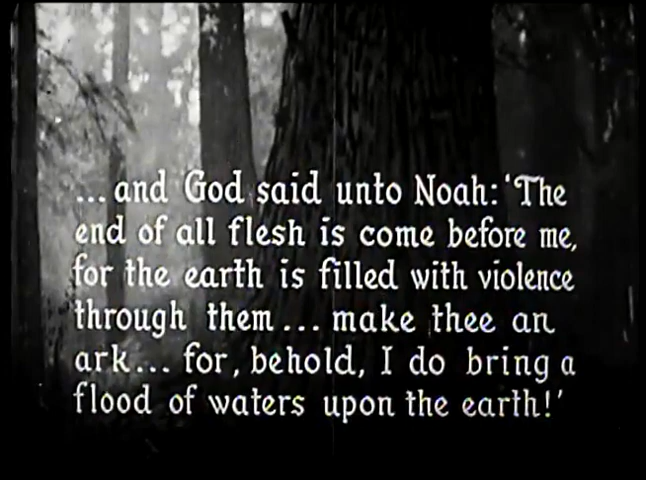 ...and God said unto Noah: 'The
end of all flesh is come before me,
for the earth is filled with violence
through them... make thee an
ark... for, behold, I do bring a
flood of waters upon the earth!'